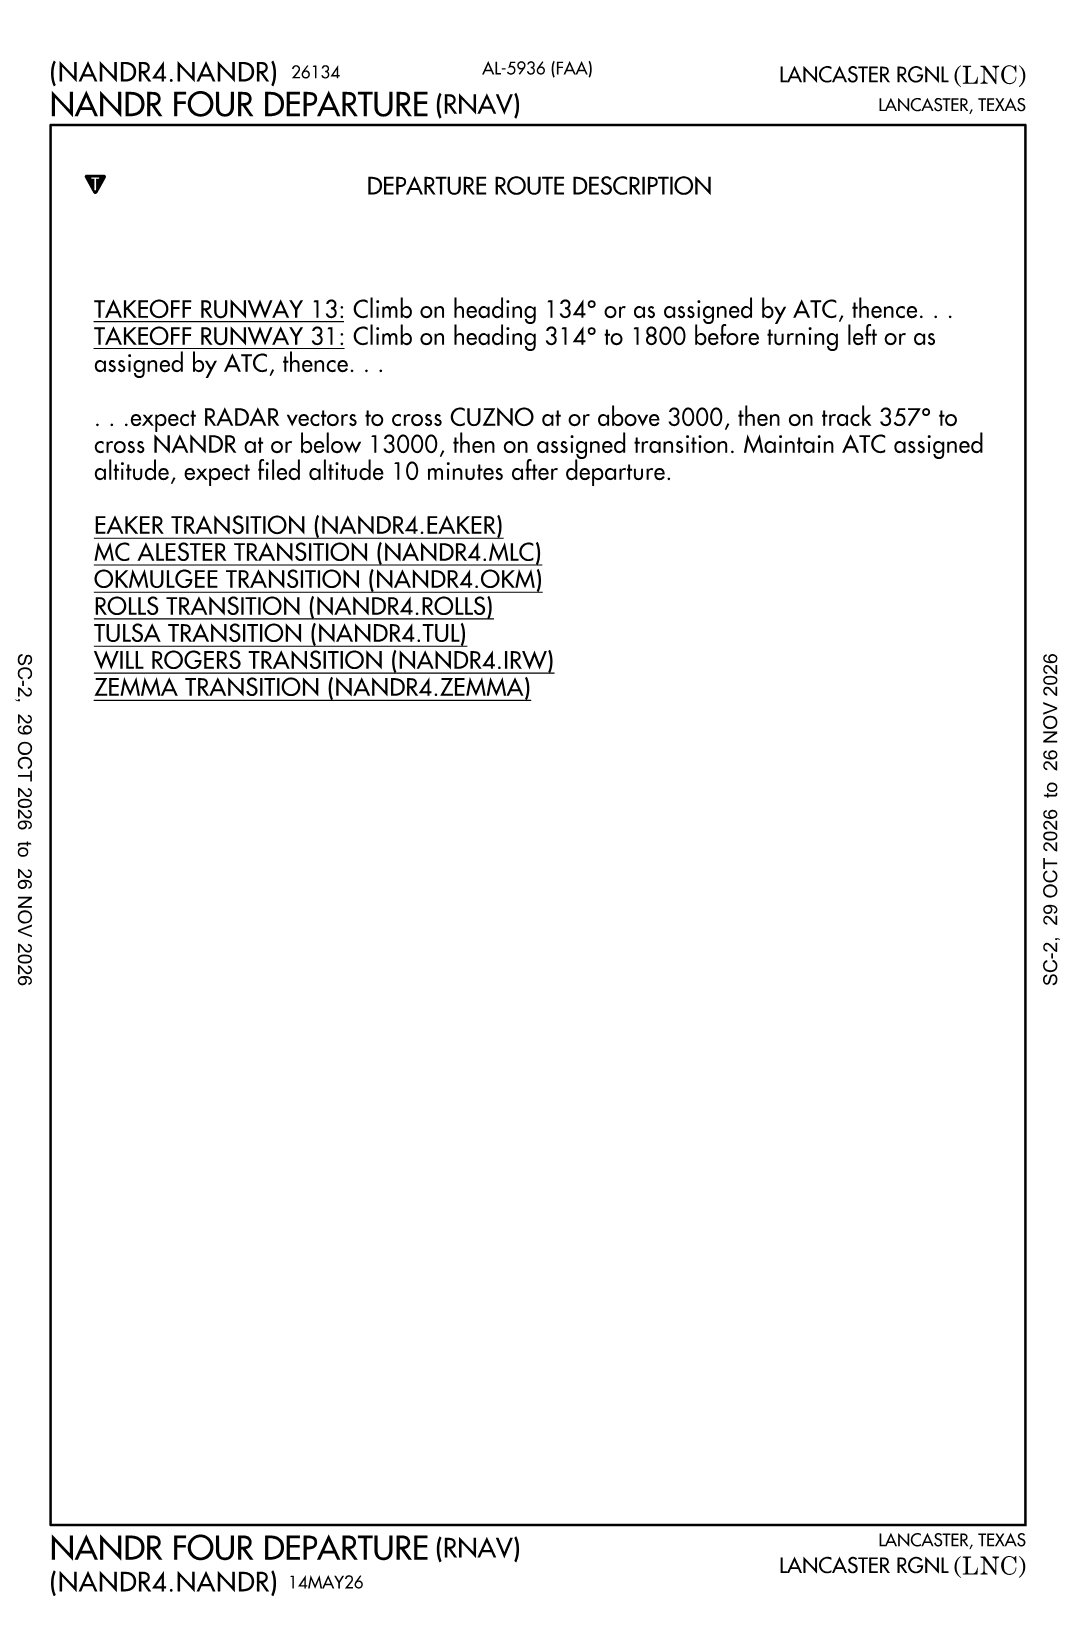 (NANDR4.NANDR) 26134
AL-5936 (FAA)
LANCASTER RGNL (LNC)
NANDR FOUR DEPARTURE (RNAV)
LANCASTER, TEXAS
T
DEPARTURE ROUTE DESCRIPTION
TAKEOFF RUNWAY 13: Climb on heading 134° or as assigned by ATC, thence. . .
TAKEOFF RUNWAY 31: Climb on heading 314° to 1800 before turning left or as
assigned by ATC, thence. . .
. . .expect RADAR vectors to cross CUZNO at or above 3000, then on track 357° to
cross NANDR at or below 13000, then on assigned transition. Maintain ATC assigned
altitude, expect filed altitude 10 minutes after departure.
EAKER TRANSITION (NANDR4.EAKER)
MC ALESTER TRANSITION (NANDR4.MLC)
OKMULGEE TRANSITION (NANDR4.OKM)
ROLLS TRANSITION (NANDR4.ROLLS)
TULSA TRANSITION (NANDR4.TUL)
WILL ROGERS TRANSITION (NANDR4.IRW)
ZEMMA TRANSITION (NANDR4.ZEMMA)
SC-2, 29 OCT 2026 to 26 NOV 2026
SC-2, 29 OCT 2026 to 26 NOV 2026
NANDR FOUR DEPARTURE (RNAV)
LANCASTER, TEXAS
(NANDR4.NANDR) 14MAY26
LANCASTER RGNL (LNC)